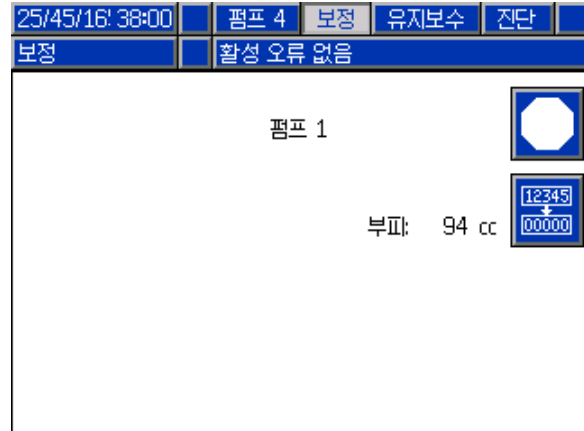 25/45/16! 38:00 펌프 4 보정 유지보수 진단
보정 활성 오류 없음
펌프 1
12345
부피: 94 cc
00000